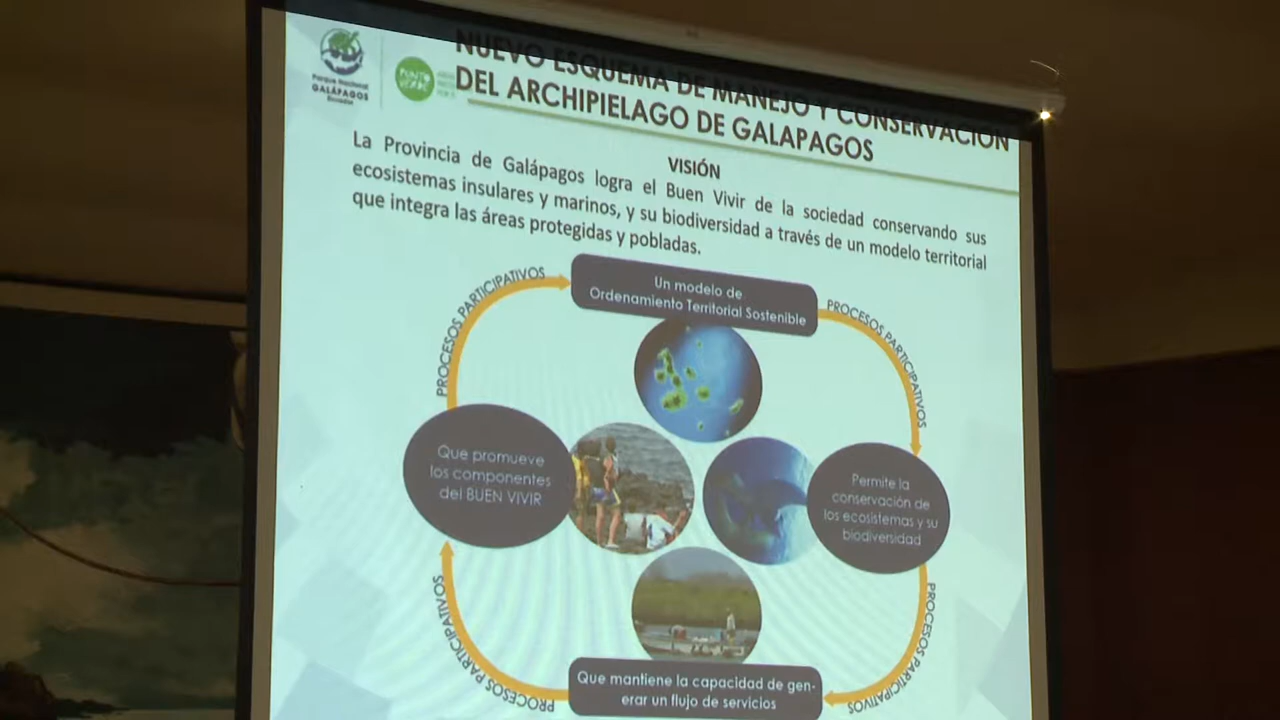 Parque Nacional
GALÁPAGOS
Ecuador
NUEVO ESQUEMA DE MANEJO Y CONSERVACION
DEL ARCHIPIELAGO DE GALAPAGOS
VISIÓN
La Provincia de Galápagos logra el Buen Vivir de la sociedad conservando sus
ecosistemas insulares y marinos, y su biodiversidad a través de un modelo territorial
que integra las áreas protegidas y pobladas.
PROCESOS PARTICIPATIVOS
Un modelo de
Ordenamiento Territorial Sostenible
PROCESOS PARTICIPATIVOS
Que promueve
los componentes
del BUEN VIVIR
Permite la
conservación de
los ecosistemas y su
biodiversidad
PROCESOS PARTICIPATIVOS
Que mantiene la capacidad de gen-
erar un flujo de servicios
PROCESOS PARTICIPATIVOS